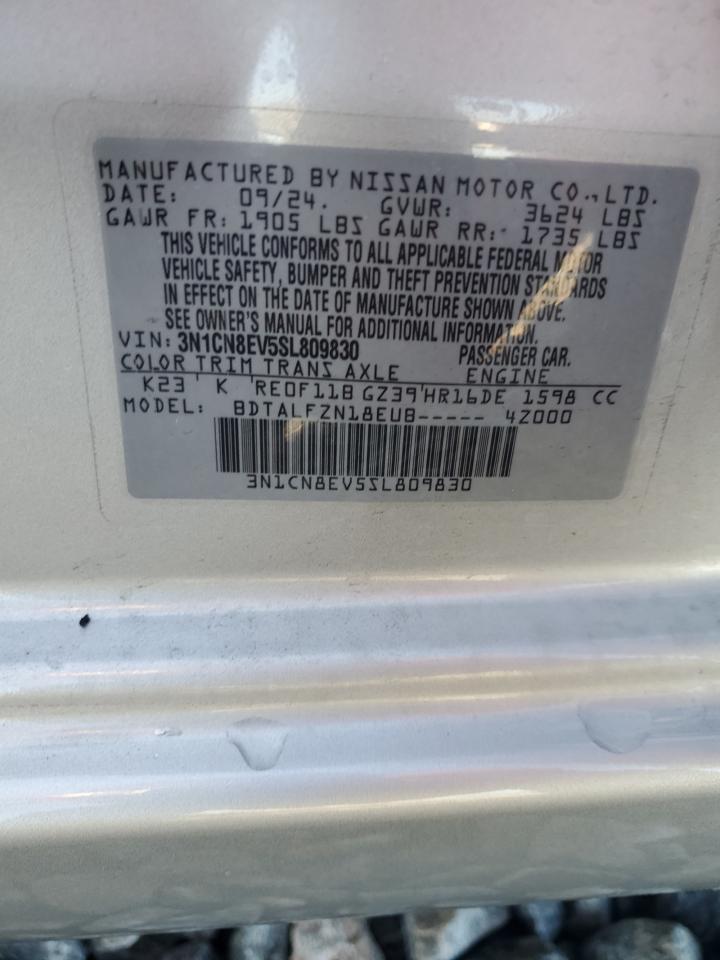 MANUFACTURED BY NISSAN MOTOR CO., LTD.
DATE: 09/24. GVWR: 3624 LBS
GAWR FR: 1905 LBS GAWR RR: 1735 LBS
THIS VEHICLE CONFORMS TO ALL APPLICABLE FEDERAL MOTOR
VEHICLE SAFETY, BUMPER AND THEFT PREVENTION STANDARDS
IN EFFECT ON THE DATE OF MANUFACTURE SHOWN ABOVE.
SEE OWNER'S MANUAL FOR ADDITIONAL INFORMATION.
VIN: 3N1CN8EV5SL809830 PASSENGER CAR.
COLOR TRIM TRANS AXLE ENGINE
K23 K RE0F11B GZ39 HR16DE 1598 CC
MODEL: BDTALFZN18EUB----- 4Z000
3N1CN8EV5SL809830